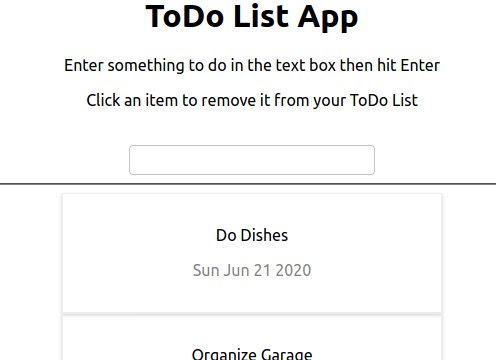 ToDo List App
Enter something to do in the text box then hit Enter
Click an item to remove it from your ToDo List
Do Dishes
Sun Jun 21 2020
Organize Garage